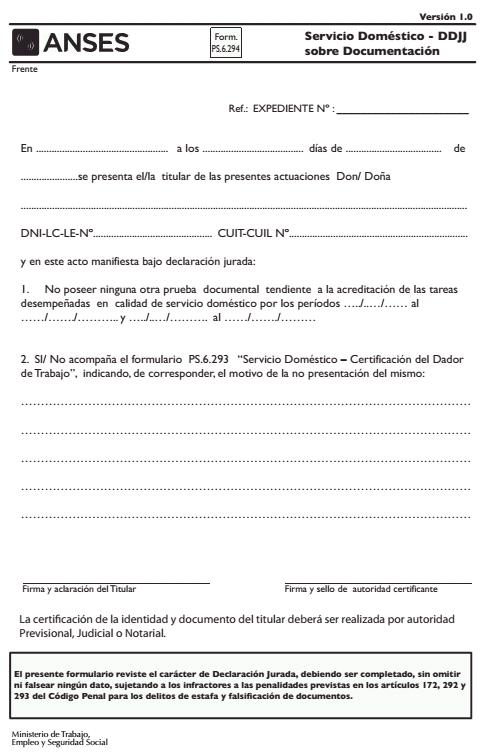 Versión 1.0
ANSES
Form.
PS.6.294
Servicio Doméstico - DDJJ
sobre Documentación
Frente
Ref.: EXPEDIENTE Nº : ________________________
En ................................................ a los ..................................... días de ................................... de
......................se presenta el/la titular de las presentes actuaciones Don/ Doña
..........................................................................................................................................................
DNI-LC-LE-Nº............................................ CUIT-CUIL Nº.................................................................
y en este acto manifiesta bajo declaración jurada:
1. No poseer ninguna otra prueba documental tendiente a la acreditación de las tareas
desempeñadas en calidad de servicio doméstico por los períodos …../..…/…… al
……/……./……….. y …../…../………. al ……/……./………
2. SI/ No acompaña el formulario PS.6.293 “Servicio Doméstico – Certificación del Dador
de Trabajo”, indicando, de corresponder, el motivo de la no presentación del mismo:
……………………………………………………………………………………………
……………………………………………………………………………………………
……………………………………………………………………………………………
……………………………………………………………………………………………
……………………………………………………………………………………………
Firma y aclaración del Titular
Firma y sello de autoridad certificante
La certificación de la identidad y documento del titular deberá ser realizada por autoridad
Previsional, Judicial o Notarial.
El presente formulario reviste el carácter de Declaración Jurada, debiendo ser completado, sin omitir
ni falsear ningún dato, sujetando a los infractores a las penalidades previstas en los artículos 172, 292 y
293 del Código Penal para los delitos de estafa y falsificación de documentos.
Ministerio de Trabajo,
Empleo y Seguridad Social